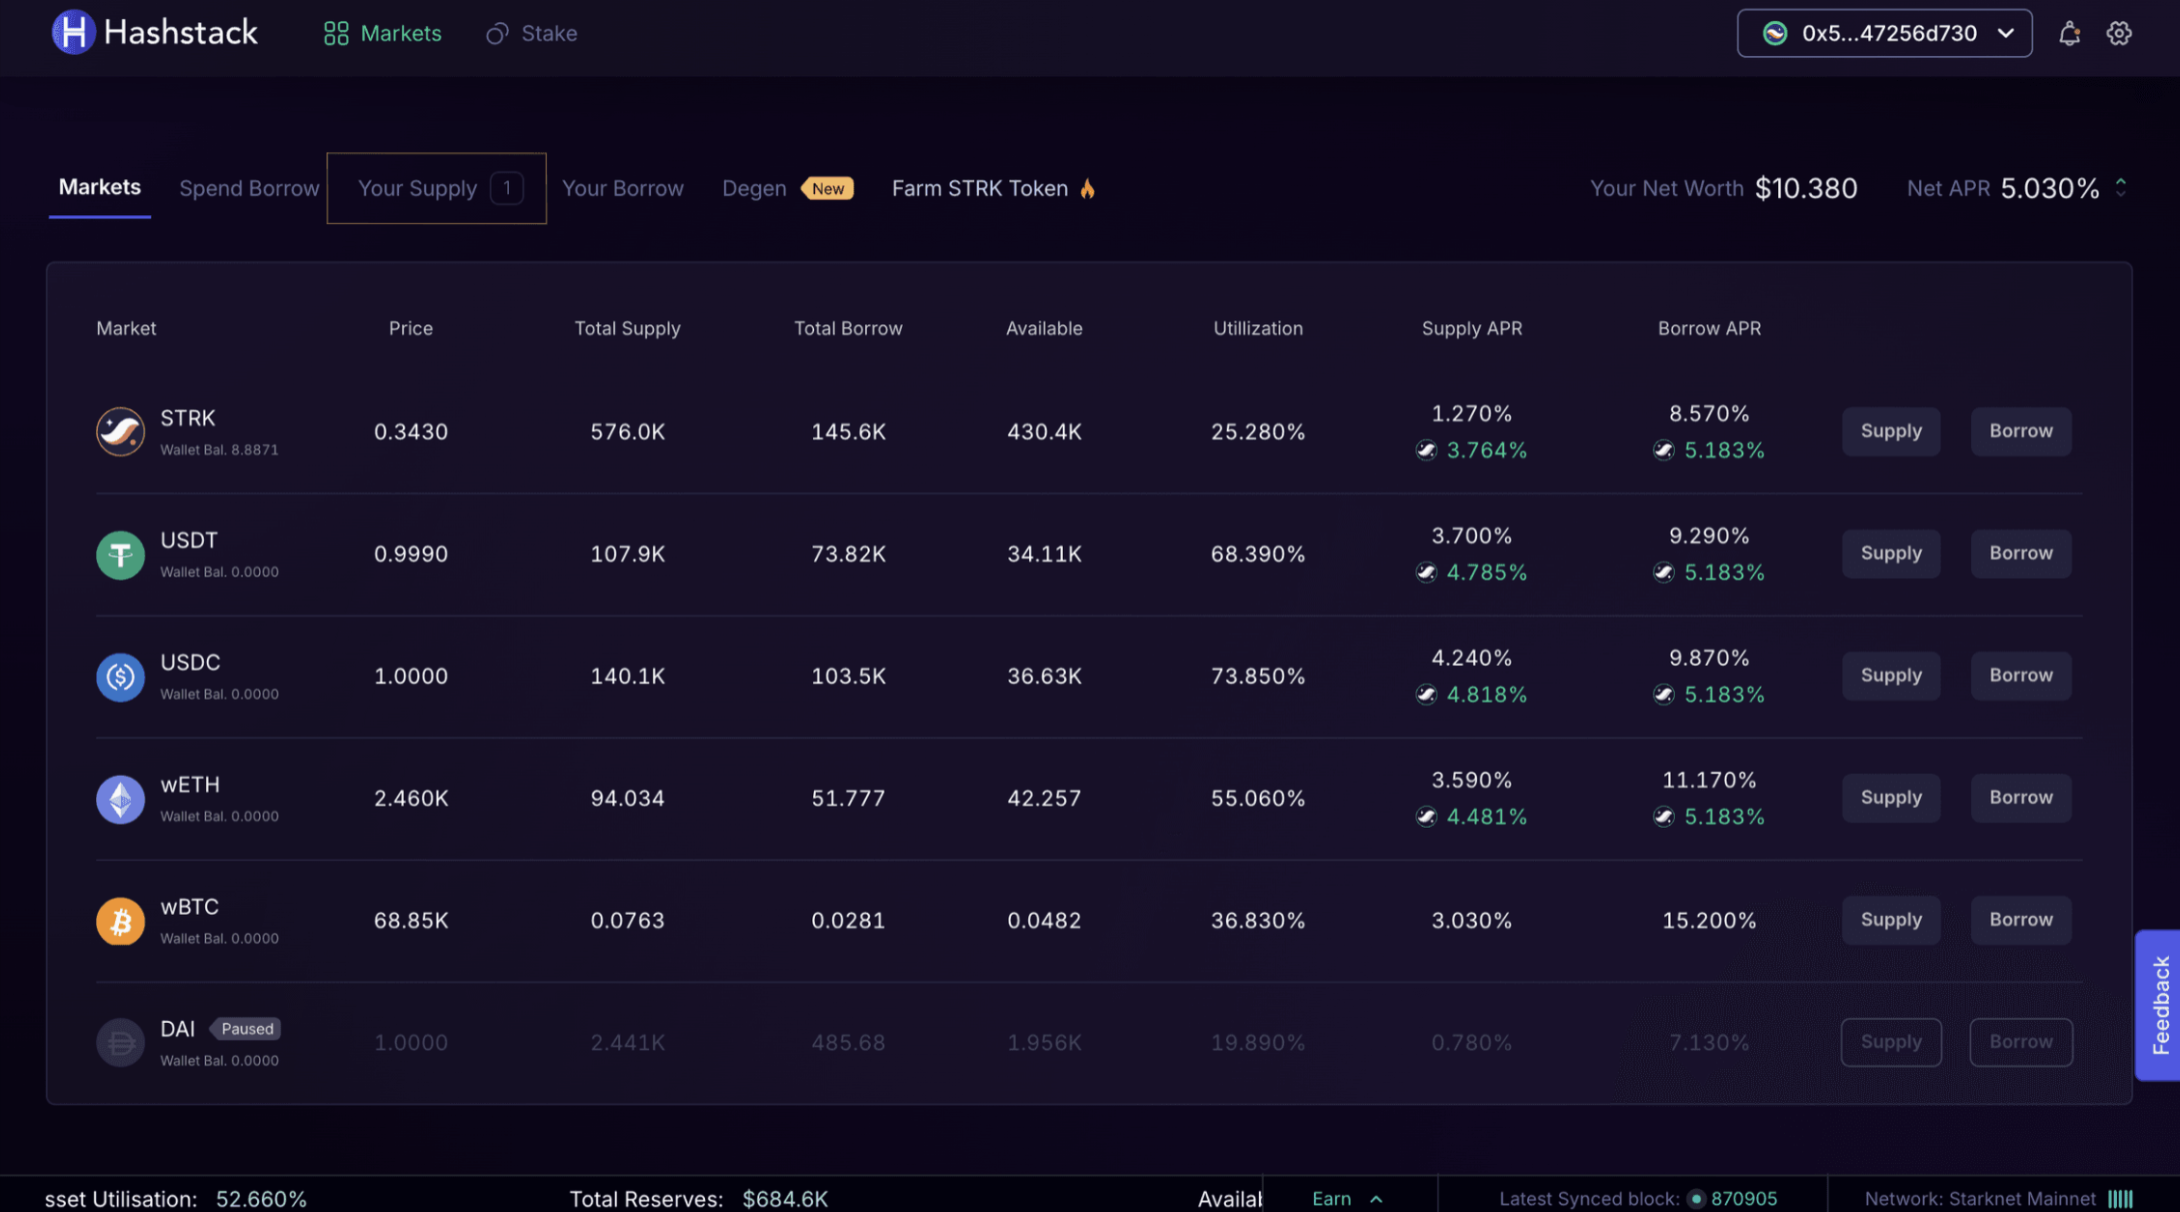 Hashstack Markets Stake 0x5...47256d730
Markets Spend Borrow Your Supply 1 Your Borrow Degen New Farm STRK Token Your Net Worth $10.380 Net APR 5.030%
Market Price Total Supply Total Borrow Available Utillization Supply APR Borrow APR
STRK
Wallet Bal. 8.8871
0.3430 576.0K 145.6K 430.4K 25.280%
1.270%
3.764%
8.570%
5.183%
Supply Borrow
USDT
Wallet Bal. 0.0000
0.9990 107.9K 73.82K 34.11K 68.390%
3.700%
4.785%
9.290%
5.183%
Supply Borrow
USDC
Wallet Bal. 0.0000
1.0000 140.1K 103.5K 36.63K 73.850%
4.240%
4.818%
9.870%
5.183%
Supply Borrow
wETH
Wallet Bal. 0.0000
2.460K 94.034 51.777 42.257 55.060%
3.590%
4.481%
11.170%
5.183%
Supply Borrow
wBTC
Wallet Bal. 0.0000
68.85K 0.0763 0.0281 0.0482 36.830% 3.030% 15.200% Supply Borrow
DAI Paused
Wallet Bal. 0.0000
1.0000 2.441K 485.68 1.956K 19.890% 0.780% 7.130% Supply Borrow
Feedback
sset Utilisation: 52.660% Total Reserves: $684.6K Availal Earn Latest Synced block: 870905 Network: Starknet Mainnet